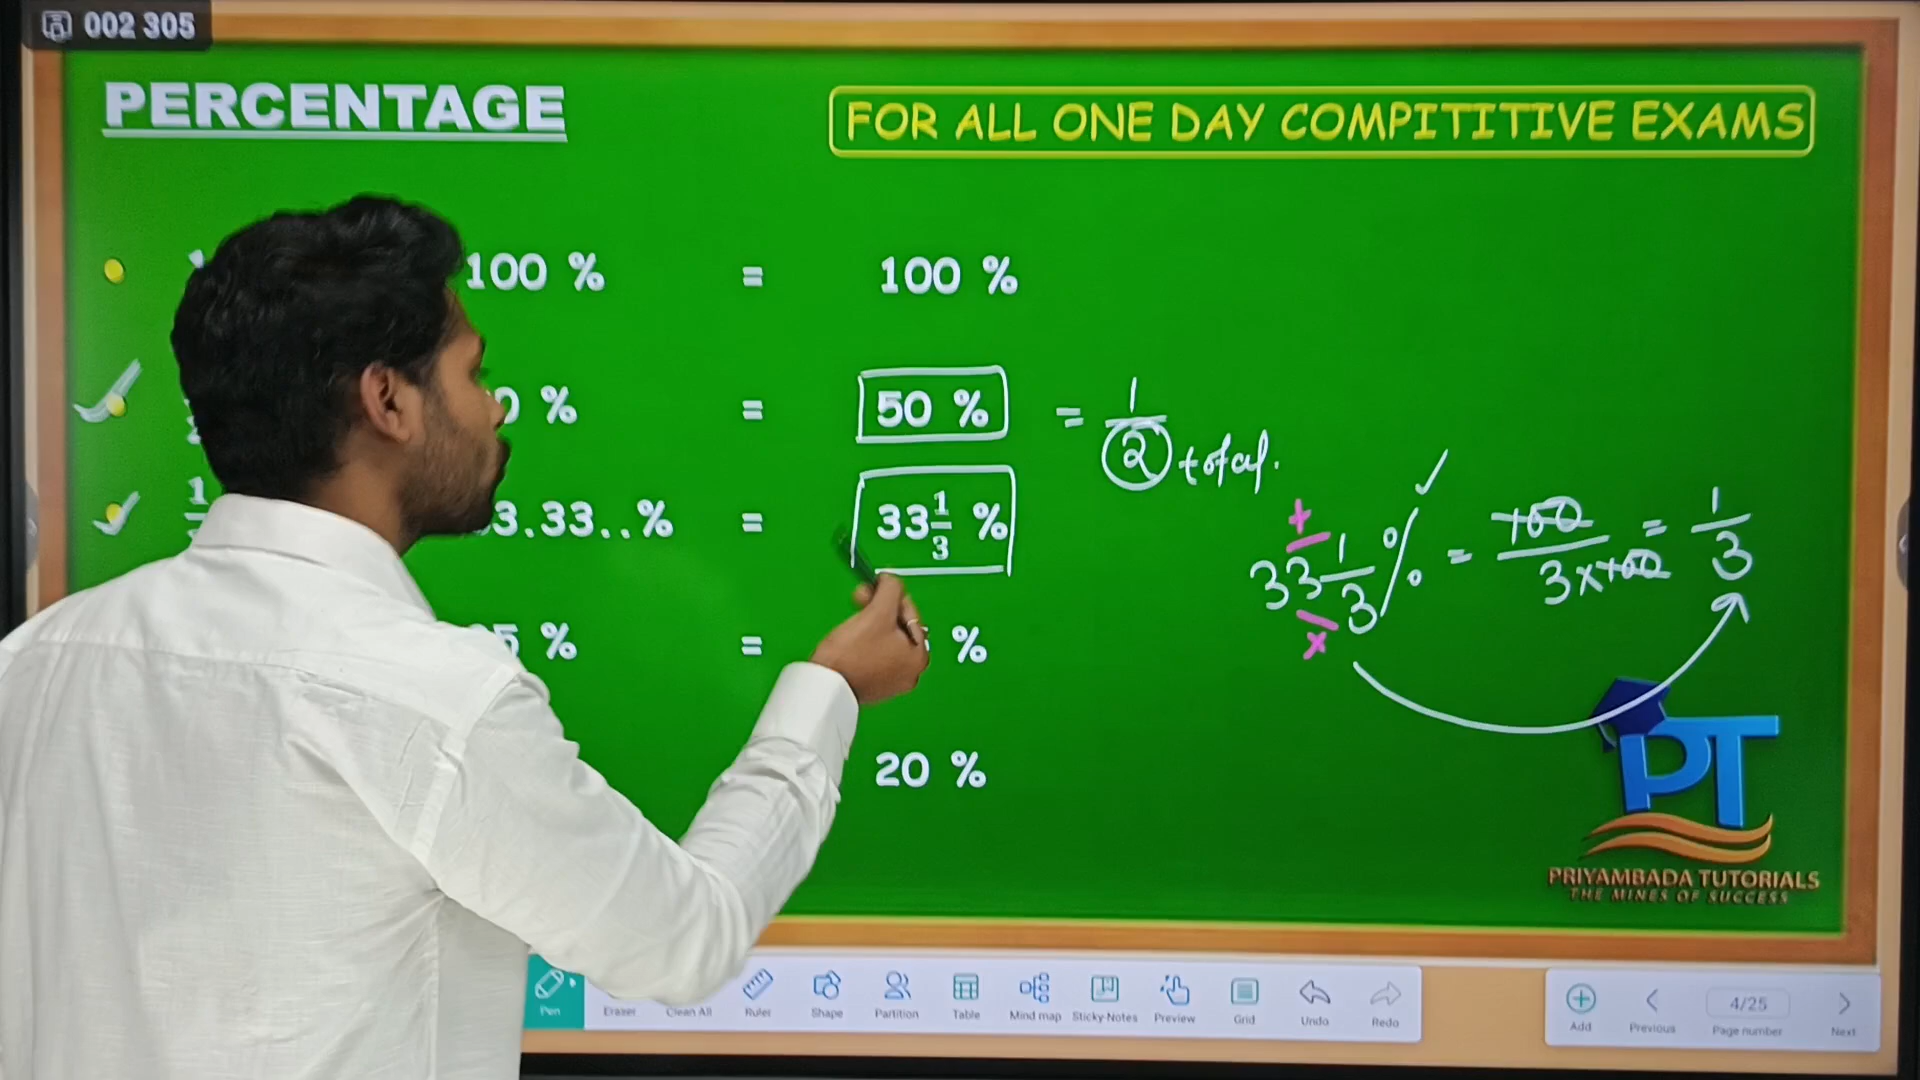 002 305
PERCENTAGE
FOR ALL ONE DAY COMPITITIVE EXAMS
100 % = 100 %
% = 50 % = 1/2 total.
1 3.33..% = 33 1/3 %
33 1/3 % = 100/3×100 = 1/3
+
×
% = %
20 %
PT
PRIYAMBADA TUTORIALS
THE MINES OF SUCCESS
Pen Eraser Clean All Ruler Shape Partition Table Mind map Sticky Notes Preview Grid Undo Redo
4/25
Add Previous Page number Next